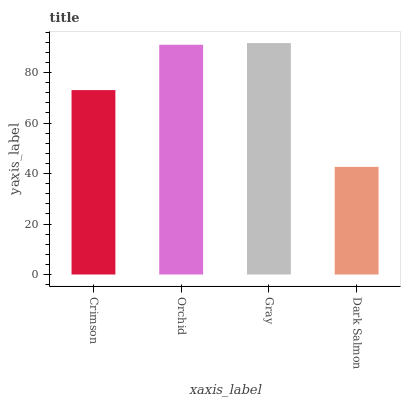 title
yaxis_label
80
60
40
20
0
Crimson
Orchid
Gray
Dark Salmon
xaxis_label